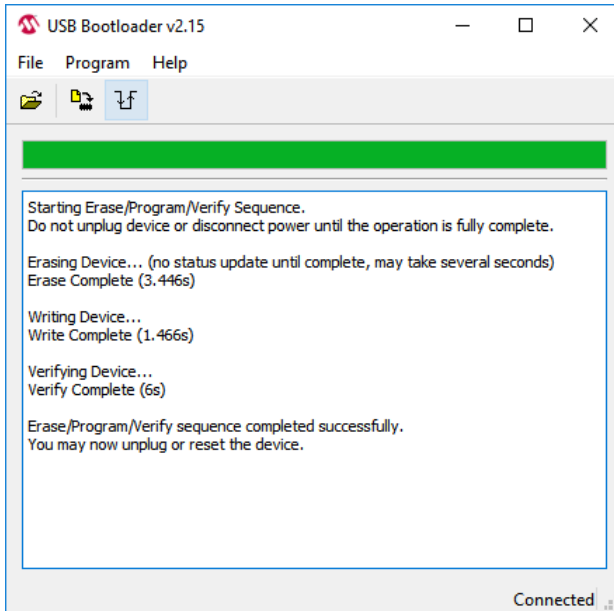 USB Bootloader v2.15
File Program Help
Starting Erase/Program/Verify Sequence.
Do not unplug device or disconnect power until the operation is fully complete.
Erasing Device... (no status update until complete, may take several seconds)
Erase Complete (3.446s)
Writing Device...
Write Complete (1.466s)
Verifying Device...
Verify Complete (6s)
Erase/Program/Verify sequence completed successfully.
You may now unplug or reset the device.
Connected